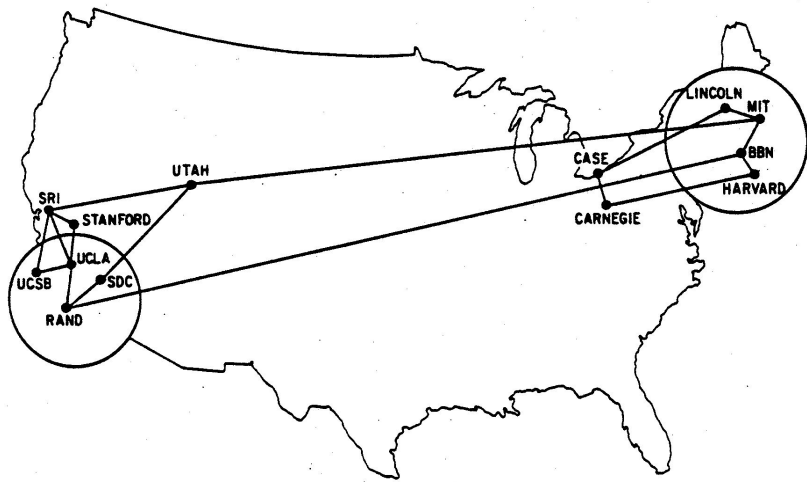 LINCOLN
MIT
BBN
HARVARD
CASE
CARNEGIE
UTAH
SRI
STANFORD
UCLA
UCSB
SDC
RAND